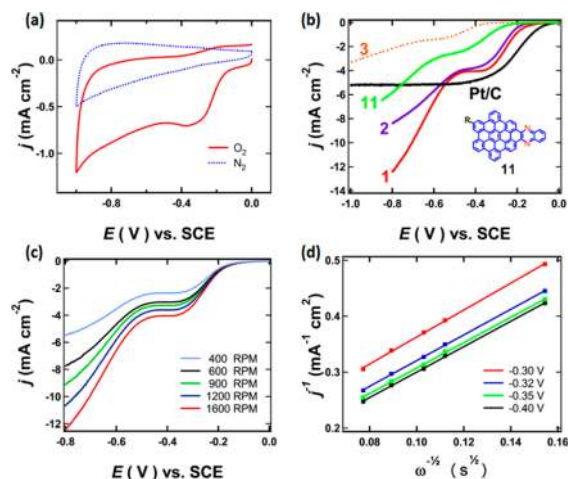 (a)
0.0
-0.5
-1.0
j (mA cm⁻²)
O₂
N₂
-0.8
-0.4
0.0
E ( V ) vs. SCE
(b)
0
-2
-4
-6
-8
-10
-12
-14
j (mA cm⁻²)
3
11
Pt/C
2
1
R
N
N
11
-1.0
-0.8
-0.6
-0.4
-0.2
0.0
E ( V ) vs. SCE
(c)
0
-2
-4
-6
-8
-10
-12
j (mA cm⁻²)
400 RPM
600 RPM
900 RPM
1200 RPM
1600 RPM
-0.8
-0.6
-0.4
-0.2
0.0
E ( V ) vs. SCE
(d)
0.5
0.4
0.3
0.2
j⁻¹ (mA⁻¹ cm²)
-0.30 V
-0.32 V
-0.35 V
-0.40 V
0.08
0.10
0.12
0.14
0.16
ω⁻½ (s½)